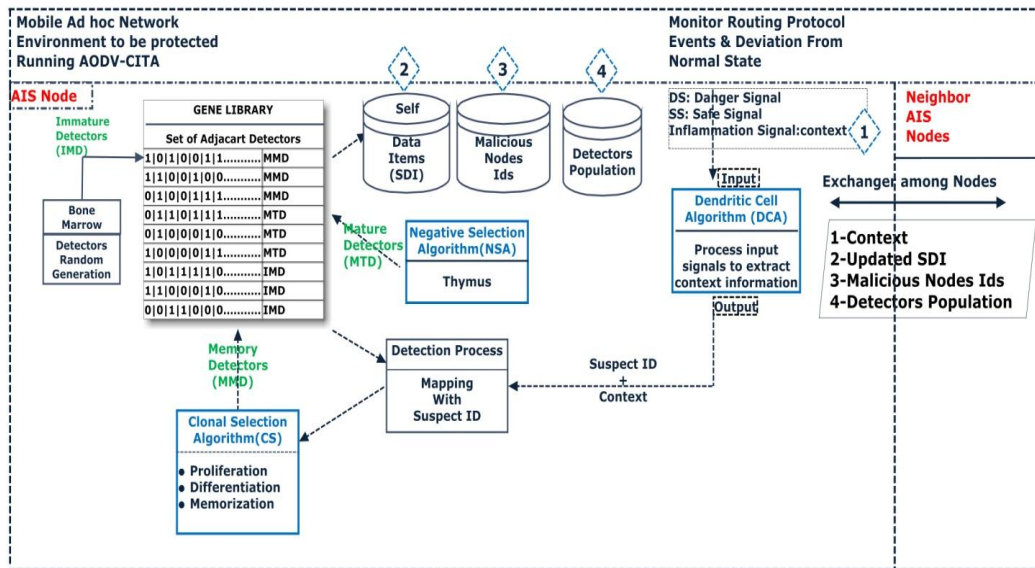 Mobile Ad hoc Network
Environment to be protected
Running AODV-CITA
Monitor Routing Protocol
Events & Deviation From
Normal State
AIS Node
Immature
Detectors
(IMD)
Bone
Marrow
Detectors
Random
Generation
GENE LIBRARY
Set of Adjacart Detectors
1|0|1|0|0|1|1...........MMD
1|1|0|0|1|0|0...........MMD
0|1|0|0|1|1|1...........MMD
0|1|1|0|1|1|1...........MTD
0|1|0|0|0|1|0...........MTD
1|0|0|0|0|1|1...........MTD
1|0|1|1|1|1|0...........IMD
1|1|0|0|0|1|0...........IMD
0|0|1|1|0|0|0...........IMD
2
Self
Data
Items
(SDI)
3
Malicious
Nodes
Ids
4
Detectors
Population
DS: Danger Signal
SS: Safe Signal
Inflammation Signal:context
1
Neighbor
AIS
Nodes
Mature
Detectors
(MTD)
Negative Selection
Algorithm(NSA)
Thymus
Input
Dendritic Cell
Algorithm (DCA)
Process input
signals to extract
context information
Output
Exchanger among Nodes
1-Context
2-Updated SDI
3-Malicious Nodes Ids
4-Detectors Population
Memory
Detectors
(MMD)
Detection Process
Mapping
With
Suspect ID
Suspect ID
+
Context
Clonal Selection
Algorithm(CS)
● Proliferation
● Differentiation
● Memorization